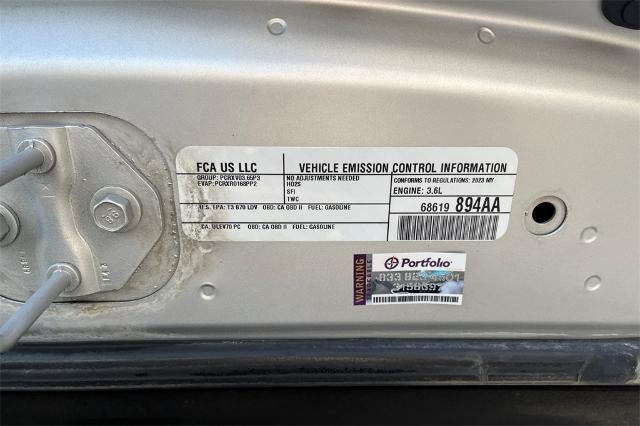 FCA US LLC
VEHICLE EMISSION CONTROL INFORMATION
GROUP: PCRXV03.65P3
EVAP: PCRXR0168PP2
NO ADJUSTMENTS NEEDED
HO2S
SFI
TWC
CONFORMS TO REGULATIONS: 2023 MY
ENGINE: 3.6L
U.S. EPA: T3 B70 LDV OBD: CA OBD II FUEL: GASOLINE
CA: ULEV70 PC OBD: CA OBD II FUEL: GASOLINE
68619 894AA
WARNING
Portfolio